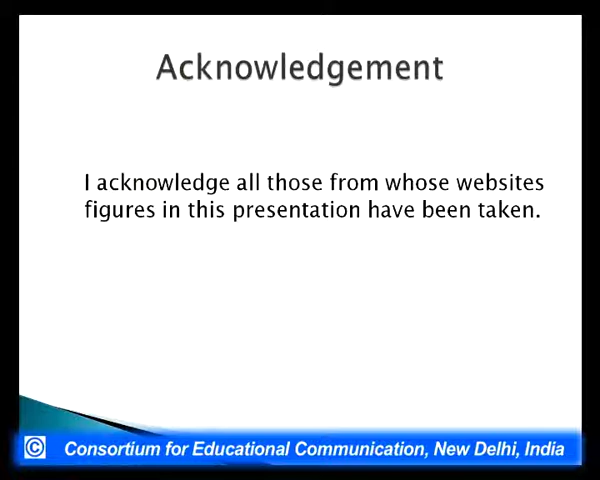 Acknowledgement
I acknowledge all those from whose websites
figures in this presentation have been taken.
© Consortium for Educational Communication, New Delhi, India